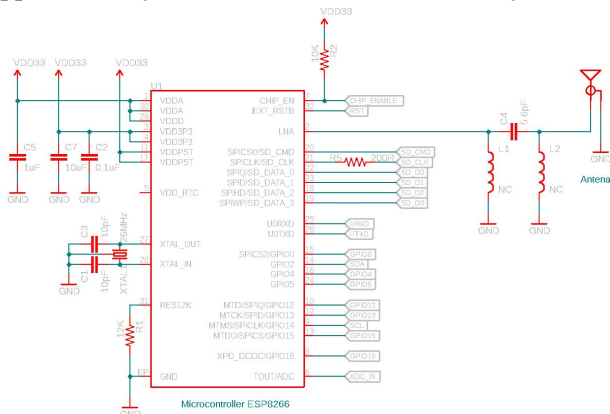 VDD33
10K
R2
VDD33
VDD33
VDD33
U1
VDDA
VDDA
VDDD
VDD3P3
VDD3P3
VDDPST
VDDPST
VDD_RTC
XTAL_OUT
XTAL_IN
RES12K
GND
CHIP_EN
EXT_RSTB
LNA
SPICS0/SD_CMD
SPICLK/SD_CLK
SPIQ/SD_DATA_0
SPID/SD_DATA_1
SPIHD/SD_DATA_2
SPIWP/SD_DATA_3
U0RXD
U0TXD
SPICS2/GPIO0
GPIO2
GPIO4
GPIO5
MTDI/SPIQ/GPIO12
MTCK/SPID/GPIO13
MTMS/SPICLK/GPIO14
MTDO/SPICS/GPIO15
XPD_DCDC/GPIO16
TOUT/ADC
CHIP_ENABLE
RST
R5
200R
SD_CMD
SD_CLK
SD_D0
SD_D1
SD_D2
SD_D3
URXD
UTXD
GPIO0
SDA
GPIO4
GPIO5
GPIO12
GPIO13
SCL
GPIO15
GPIO16
ADC_IN
C5
1uF
C7
10uF
C2
0.1uF
GND
GND
GND
C3
10pF
26MHz
C1
10pF
XTAL1
GND
12K
R1
EP
GND
C4
5.6pF
L1
NC
L2
NC
GND
GND
GND
Antena
Microcontroller ESP8266